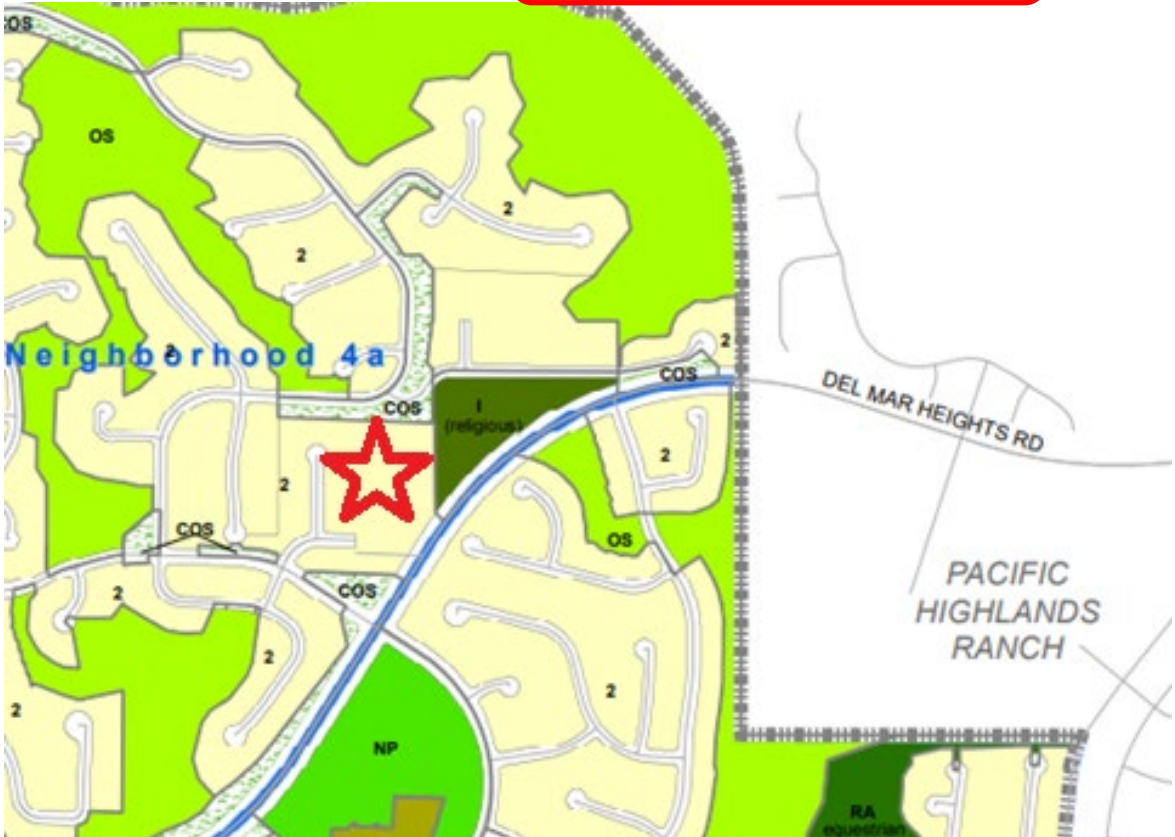 COS
OS
2
2
Neighborhood 4a
2
2
COS
DEL MAR HEIGHTS RD
COS
I
(religious)
2
2
COS
OS
2
COS
PACIFIC
HIGHLANDS
RANCH
2
2
2
NP
RA
equestrian